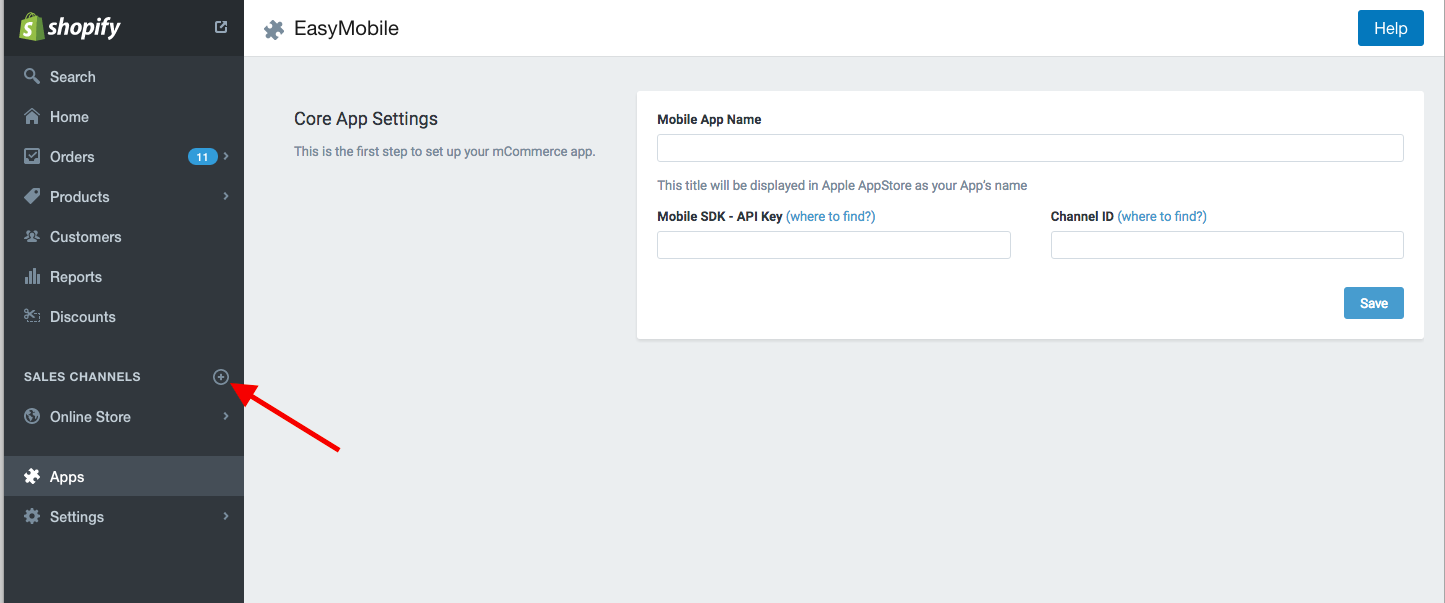 shopify
Search
Home
Orders 11
Products
Customers
Reports
Discounts
SALES CHANNELS
Online Store
Apps
Settings
EasyMobile
Help
Core App Settings
This is the first step to set up your mCommerce app.
Mobile App Name
This title will be displayed in Apple AppStore as your App's name
Mobile SDK - API Key (where to find?)
Channel ID (where to find?)
Save